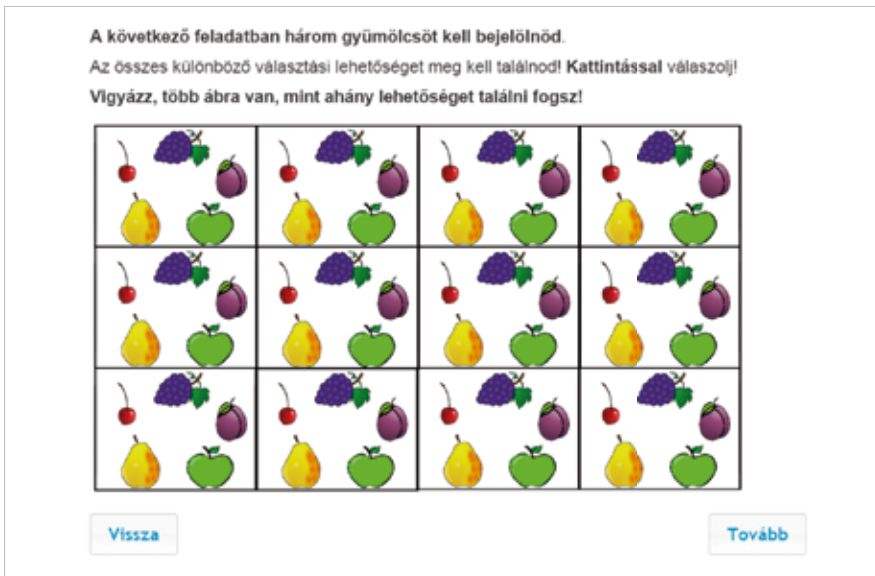 A következő feladatban három gyümölcsöt kell bejelölnöd.
Az összes különböző választási lehetőséget meg kell találnod! Kattintással válaszolj!
Vigyázz, több ábra van, mint ahány lehetőséget találni fogsz!
Vissza
Tovább